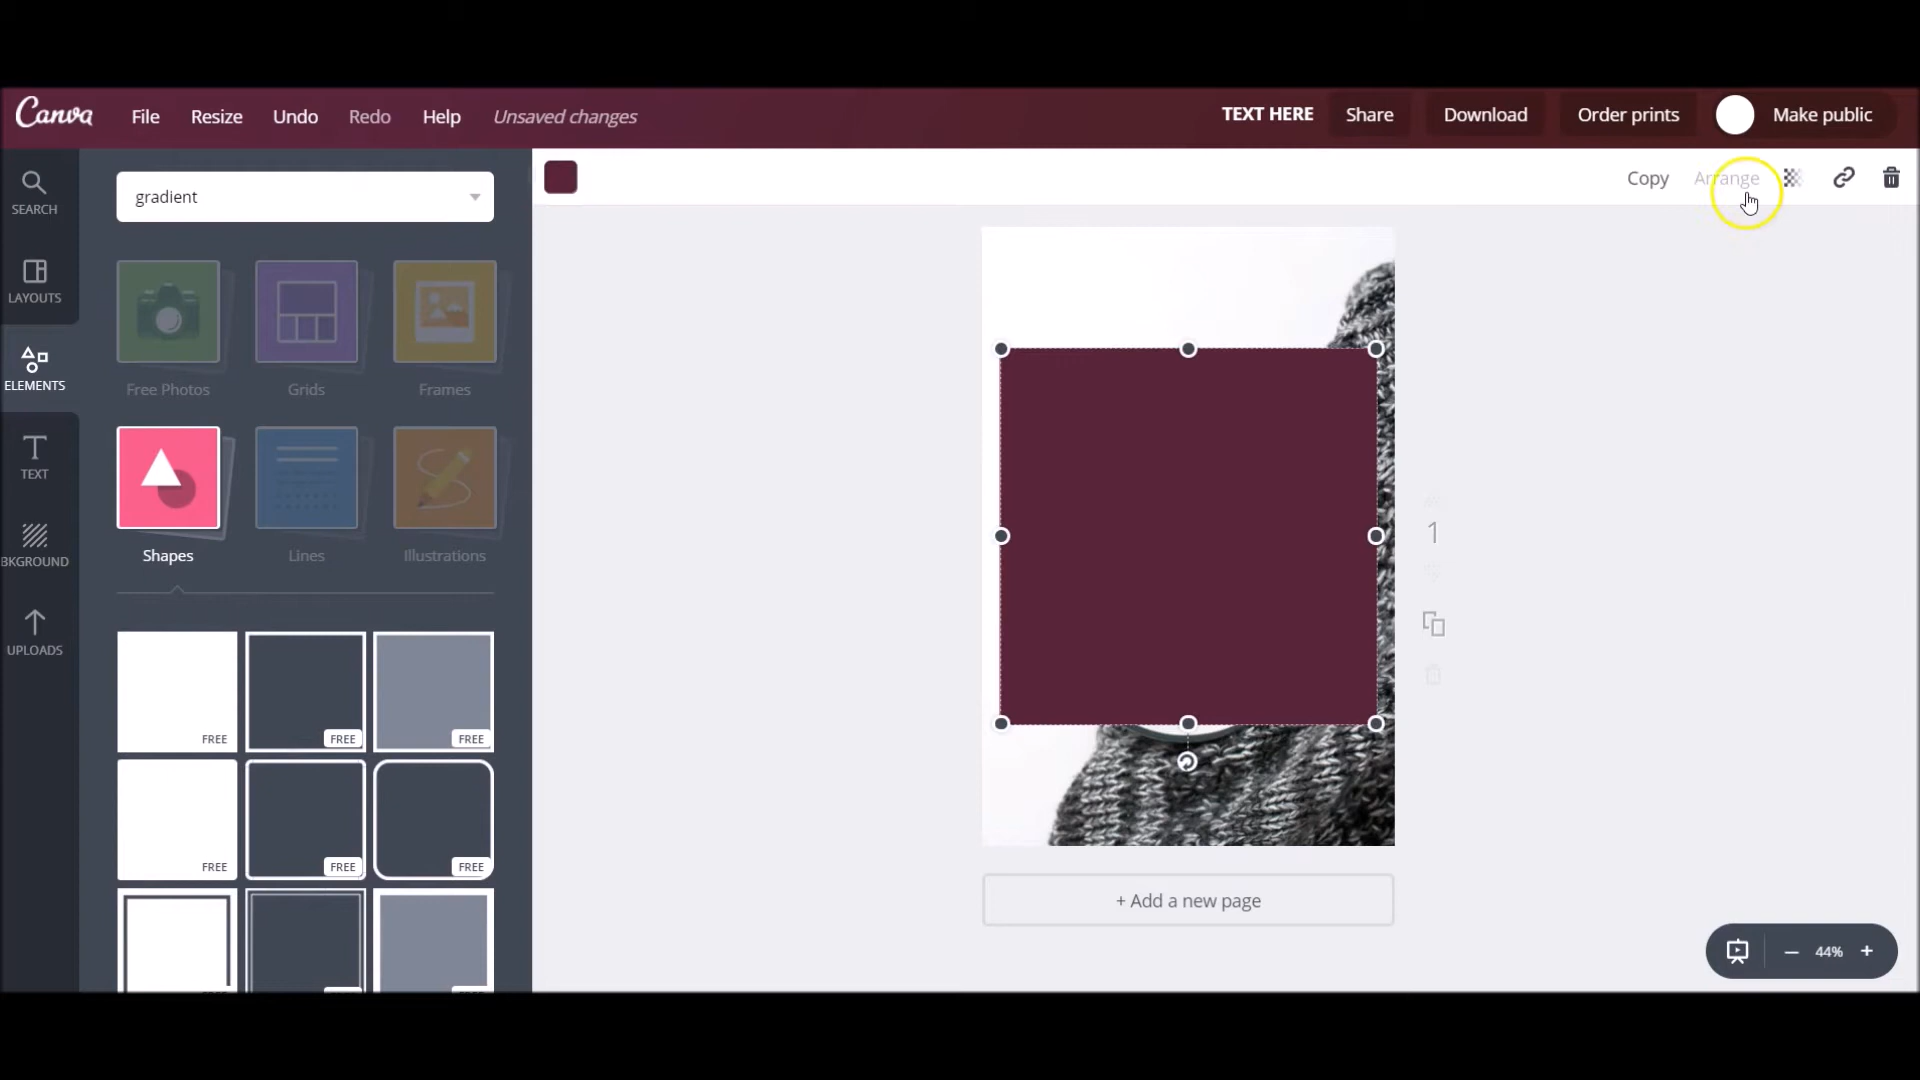 Canva File Resize Undo Redo Help Unsaved changes TEXT HERE Share Download Order prints Make public
SEARCH
LAYOUTS
ELEMENTS
TEXT
BKGROUND
UPLOADS
gradient
Free Photos Grids Frames
Shapes Lines Illustrations
FREE FREE FREE
FREE FREE FREE
Copy Arrange
1
+ Add a new page
44%